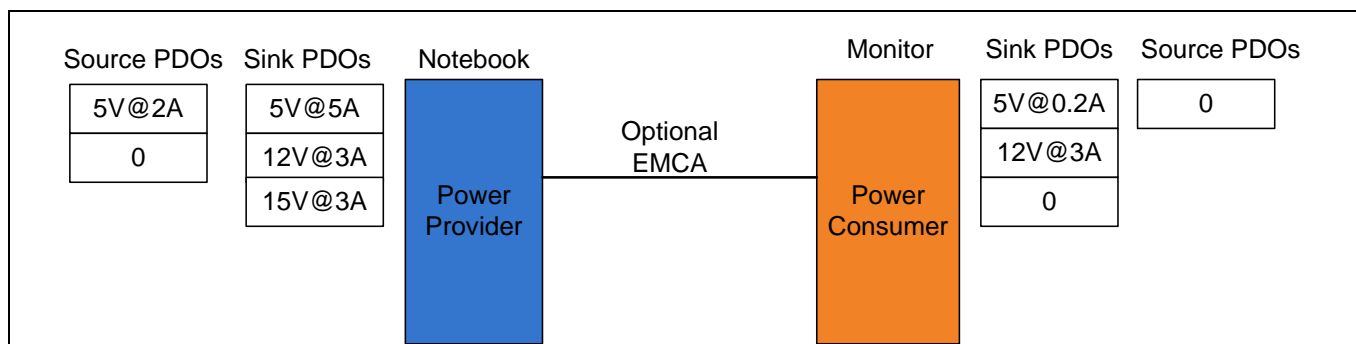 Source PDOs Sink PDOs Notebook Monitor Sink PDOs Source PDOs
5V@2A 5V@5A 5V@0.2A 0
0 12V@3A 12V@3A
15V@3A 0
Optional
EMCA
Power
Provider
Power
Consumer